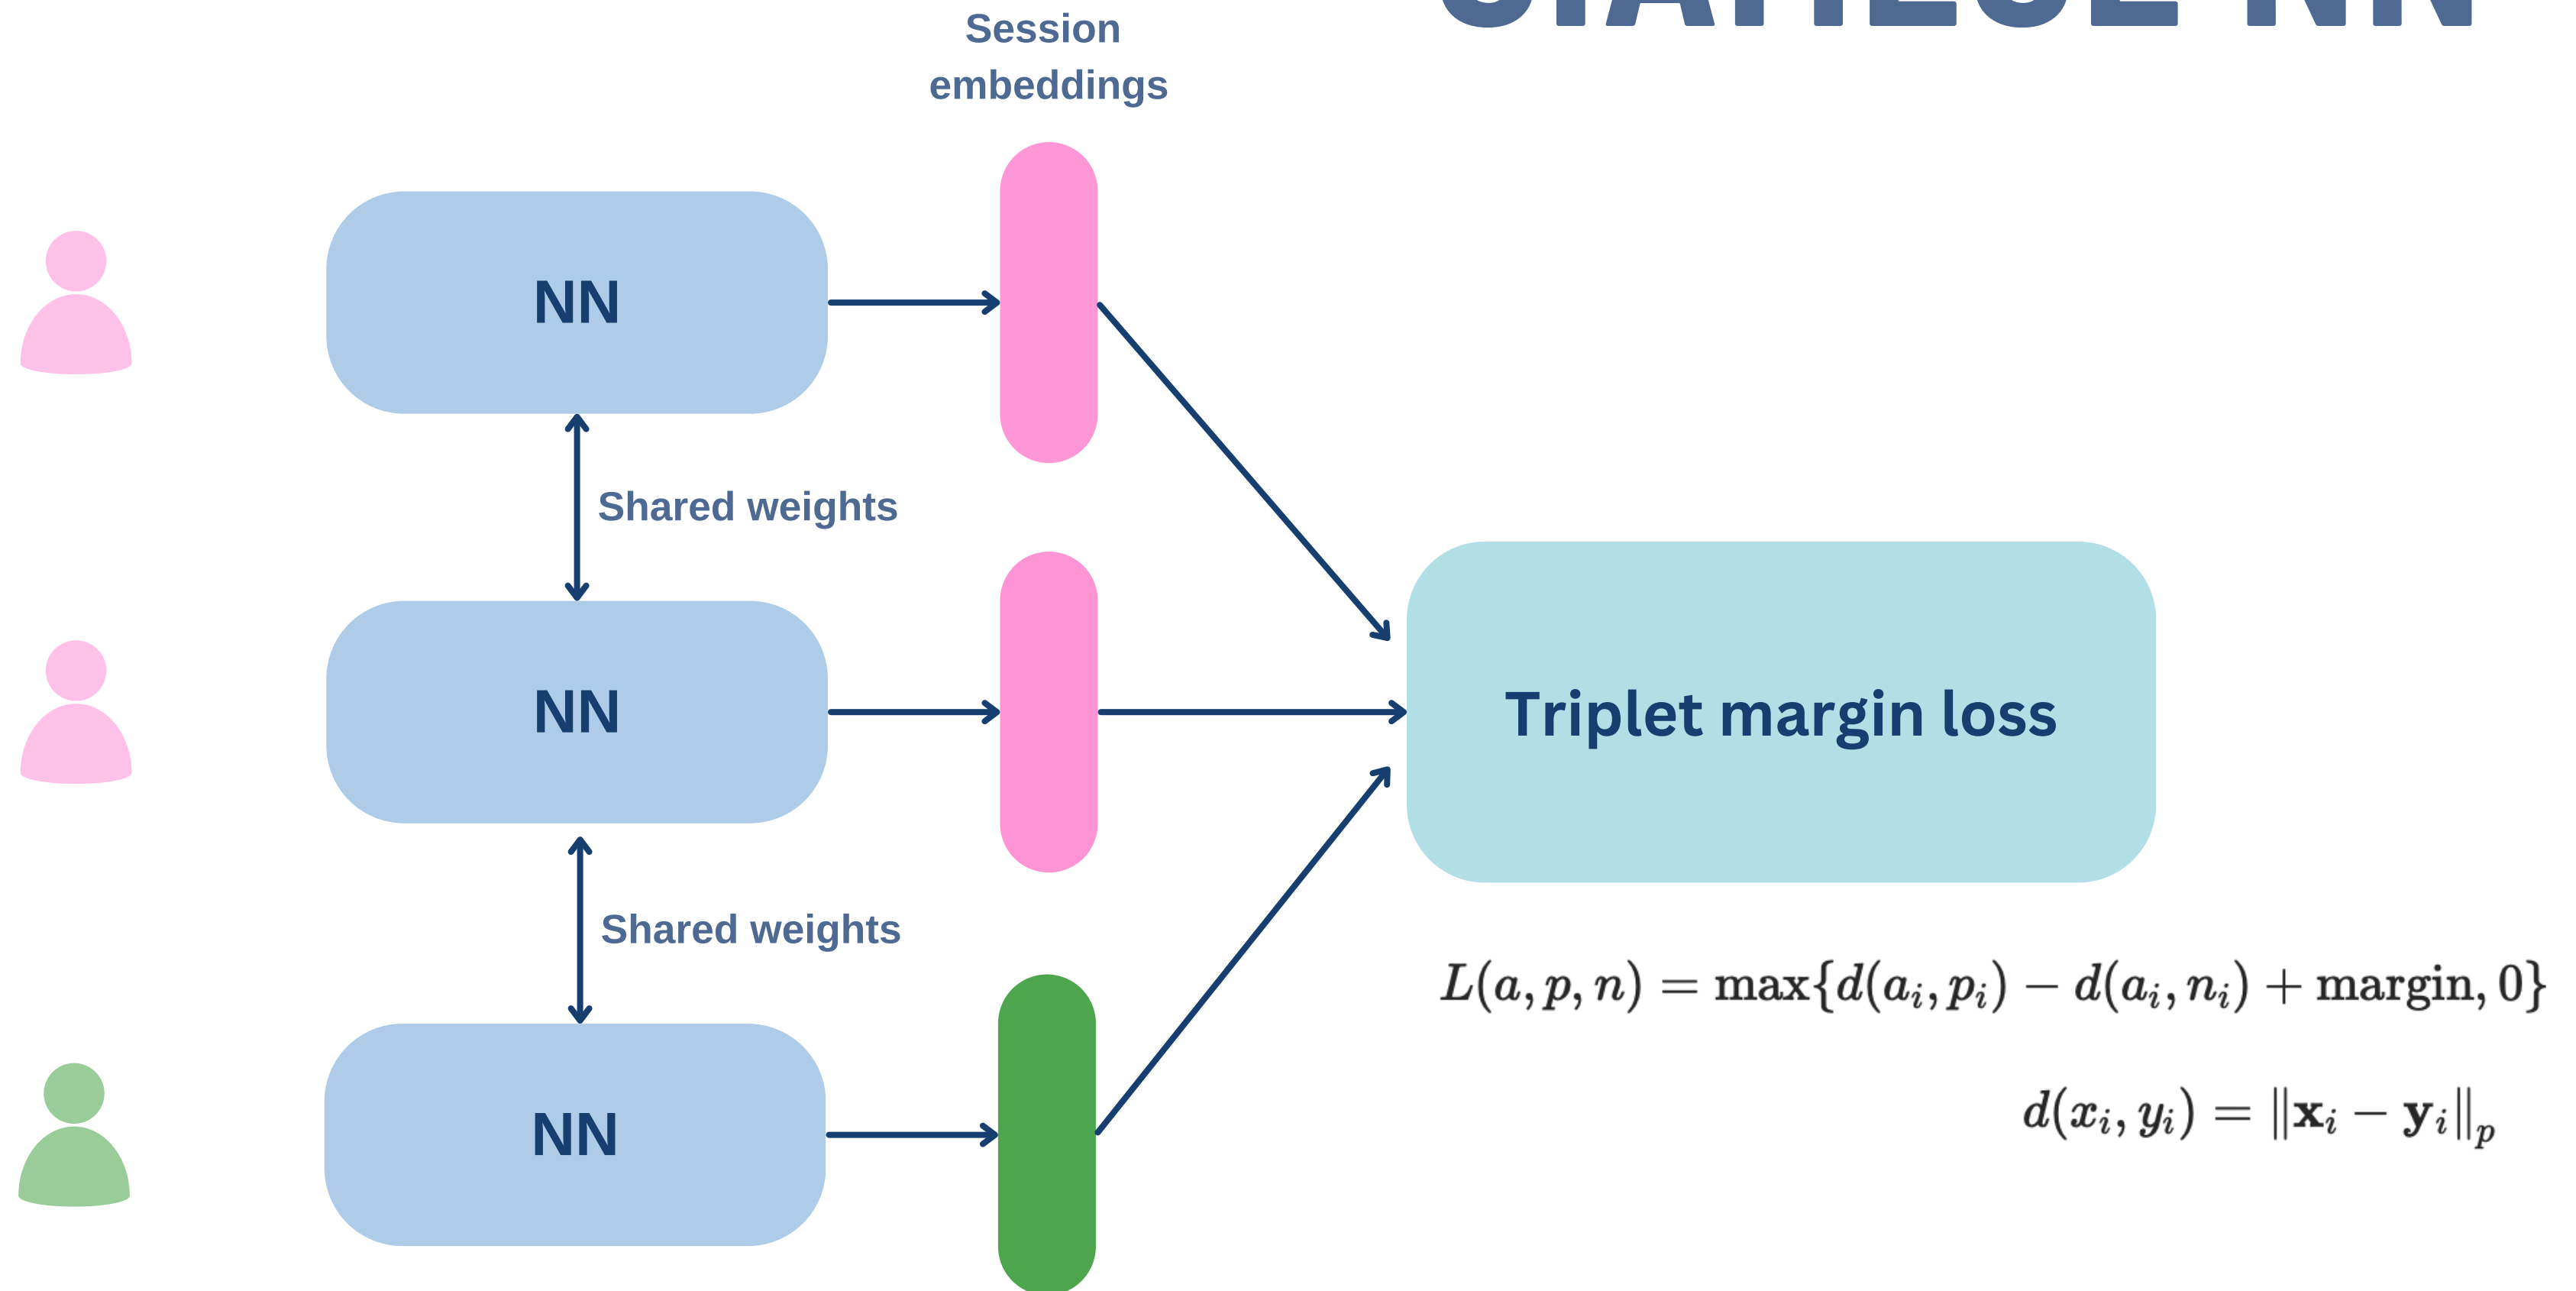 Session
embeddings
NN
Shared weights
NN
Triplet margin loss
Shared weights
L(a, p, n) = max{d(a_i, p_i) − d(a_i, n_i) + margin, 0}
NN
d(x_i, y_i) = ‖x_i − y_i‖_p